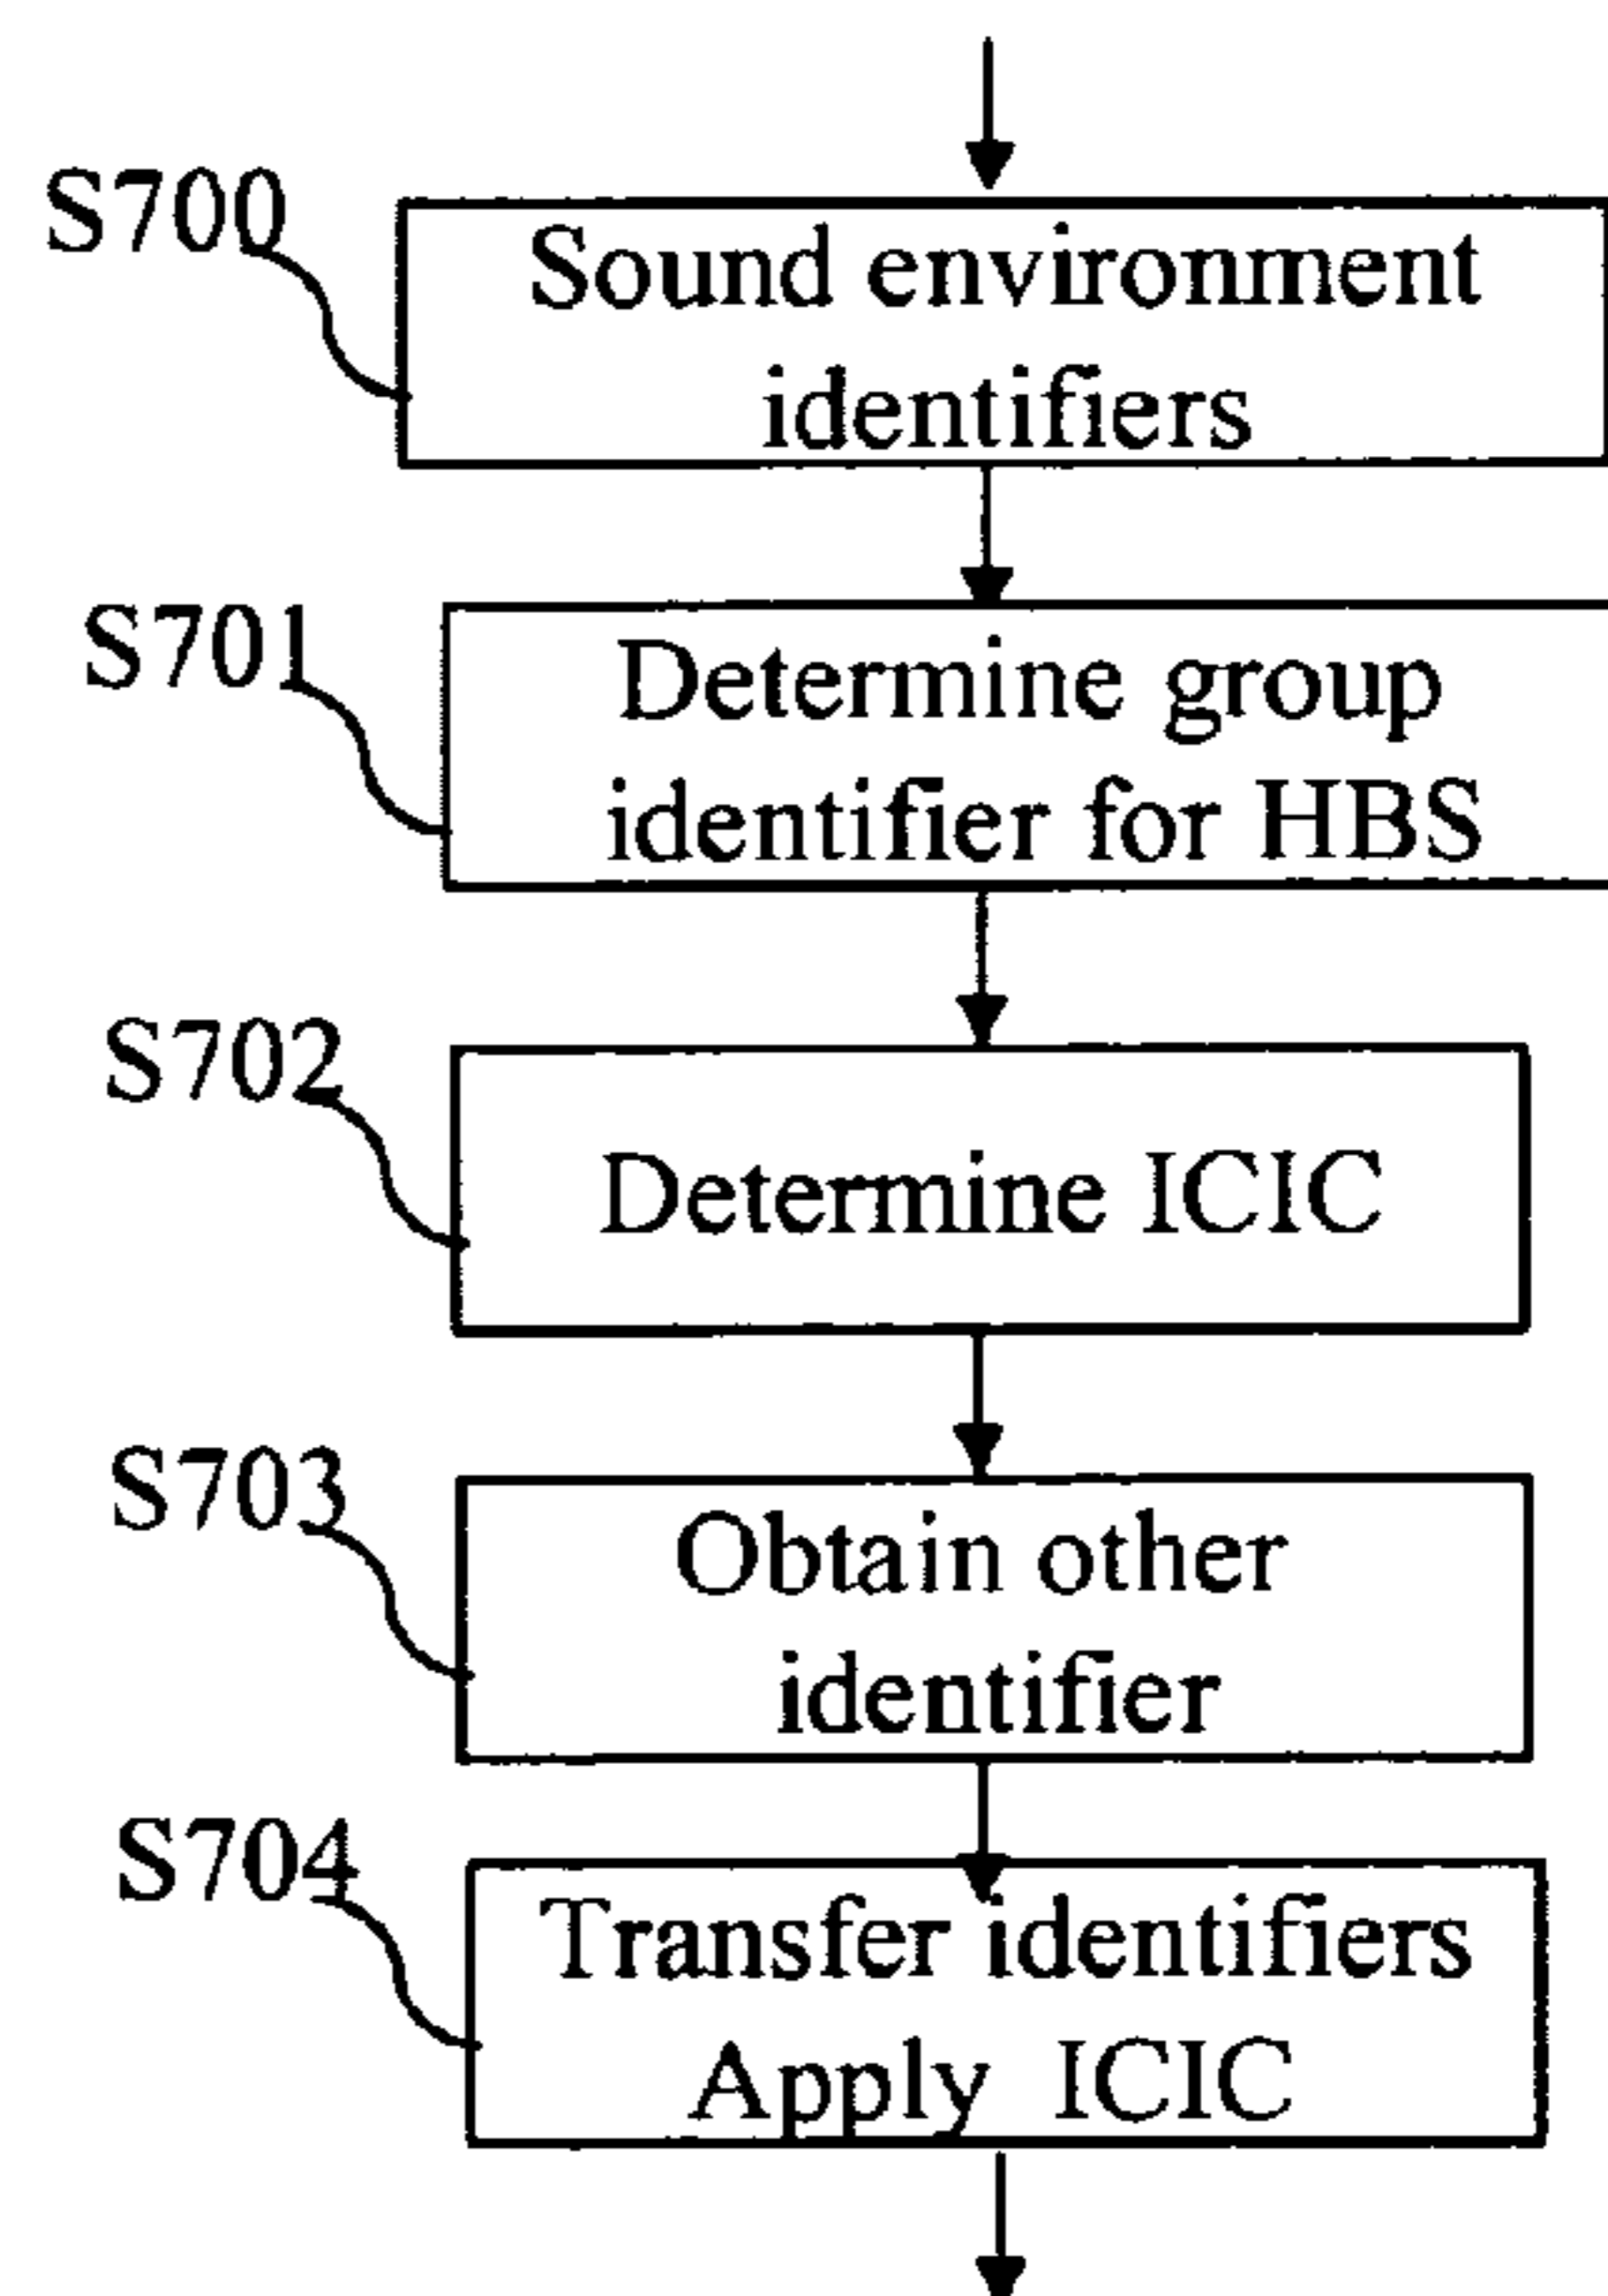 S700
Sound environment
identifiers
S701
Determine group
identifier for HBS
S702
Determine ICIC
S703
Obtain other
identifier
S704
Transfer identifiers
Apply ICIC